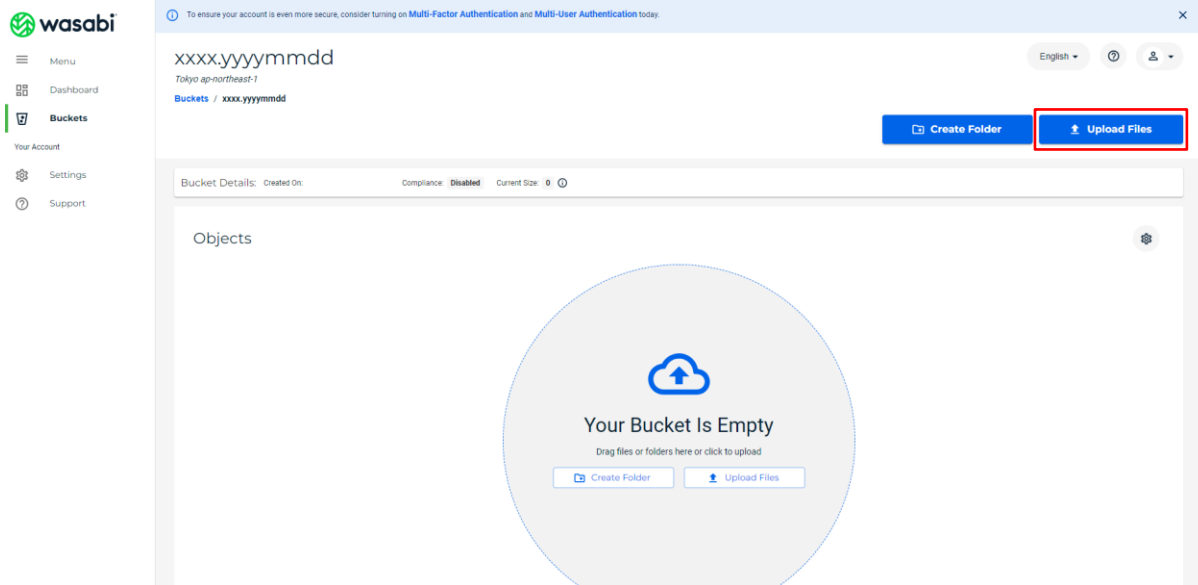 wasabi
To ensure your account is even more secure, consider turning on Multi-Factor Authentication and Multi-User Authentication today.
Menu
Dashboard
Buckets
Your Account
Settings
Support
xxxx.yyyymmdd
Tokyo ap-northeast-1
Buckets / xxxx.yyyymmdd
English
Create Folder
Upload Files
Bucket Details: Created On: Compliance: Disabled Current Size: 0
Objects
Your Bucket Is Empty
Drag files or folders here or click to upload
Create Folder
Upload Files